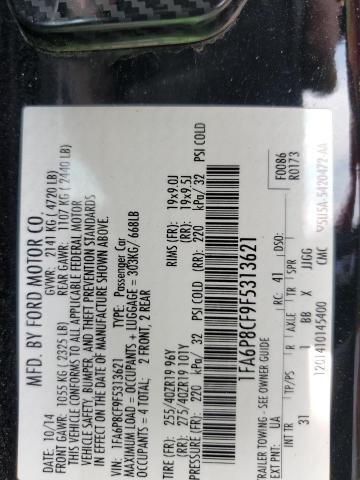 MFD. BY FORD MOTOR CO.
10/14 GVWR: 2141 KG ( 4720 LB)
FRONT GAWR: 1055 KG ( 2325 LB) REAR GAWR: 1107 KG ( 2440 LB)
THIS VEHICLE CONFORMS TO ALL APPLICABLE FEDERAL MOTOR
VEHICLE SAFETY, BUMPER, AND THEFT PREVENTION STANDARDS
IN EFFECT ON THE DATE OF MANUFACTURE SHOWN ABOVE.
VIN: 1FA6P8CF9F5313621 Passenger Car
MAXIMUM LOAD = OCCUPANTS + LUGGAGE = 303KG/ 668LB
OCCUPANTS = 4 TOTAL, 2 FRONT, 2 REAR
TIRE (FR): 255/40ZR19 96Y RIMS (FR): 19x9.0J
(RR): 275/40ZR19 101Y (RR): 19x9.5J
PRESSURE (FR): 220 kPa/ 32 PSI COLD
(RR): 220 kPa/ 32 PSI COLD
1FA6P8CF9F5313621
TRAILER TOWING - SEE OWNER GUIDE
F0086
R0173
EXT PNT: UA RC: 41 DSO:
INT TR TP/PS R AXLE TR SPR
31 1 BB X JJGG
120L410145400 CMC